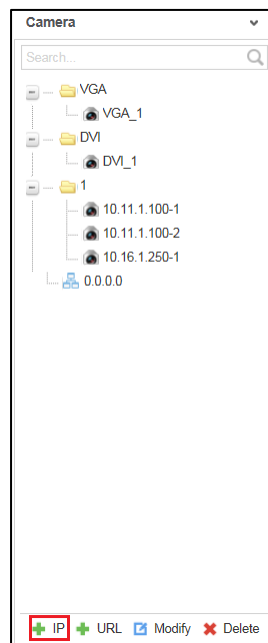 Camera
Search...
VGA
VGA_1
DVI
DVI_1
1
10.11.1.100-1
10.11.1.100-2
10.16.1.250-1
0.0.0.0
IP URL Modify Delete